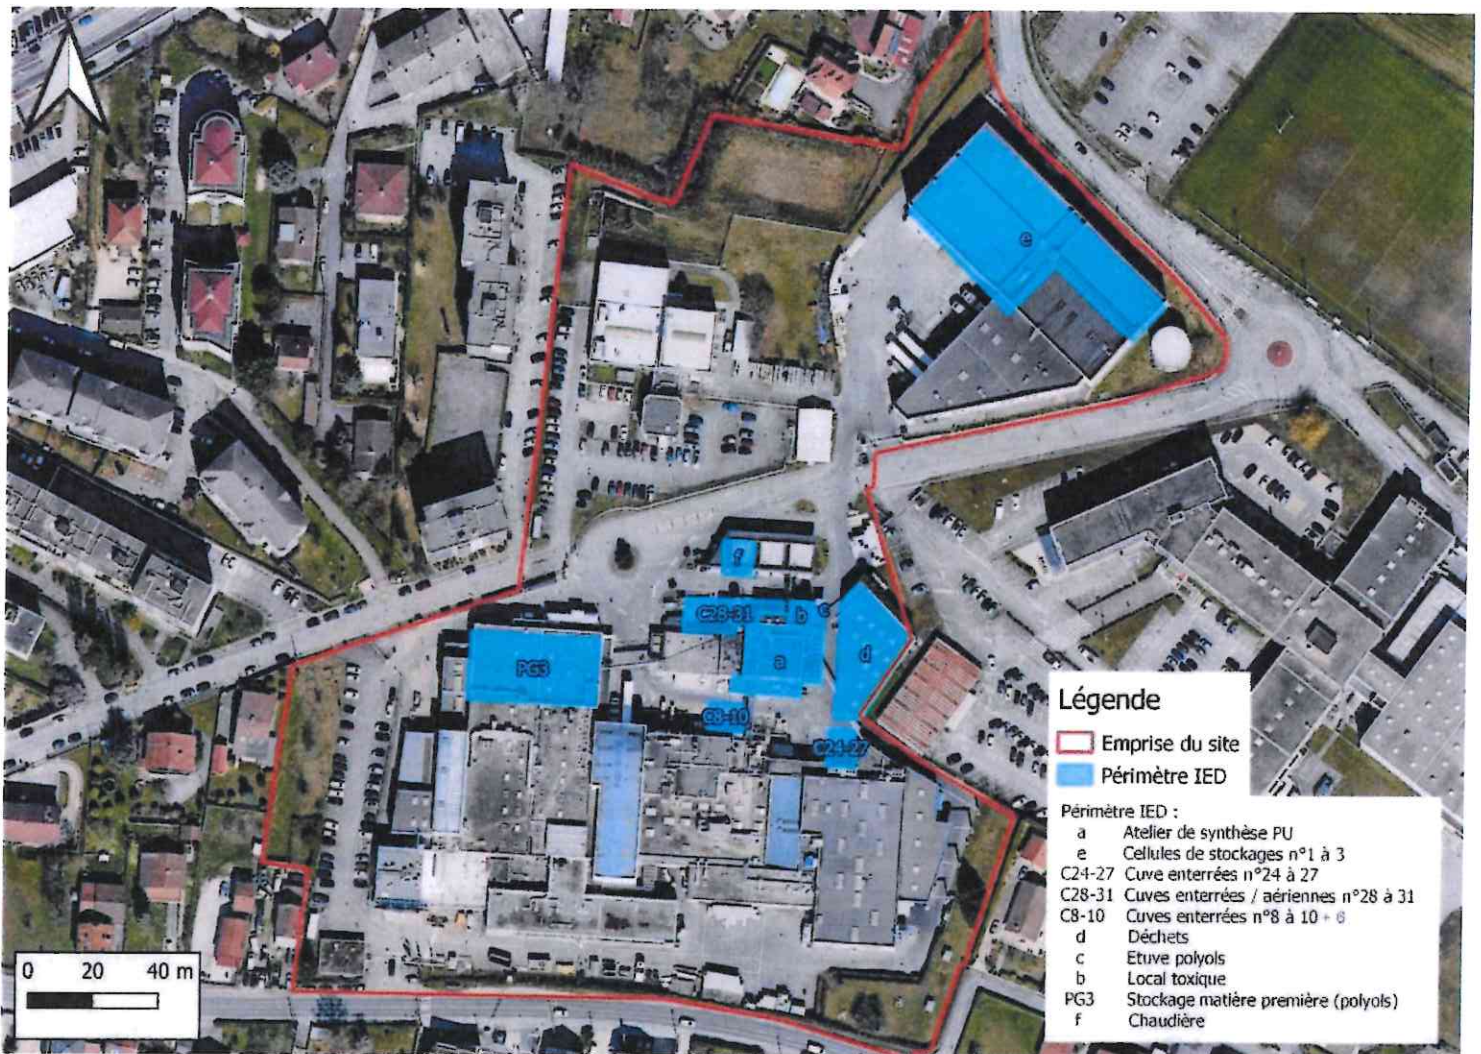 e
f
C28-31
b
c
PG3
a
d
C8-10
C24-27
Légende
Emprise du site
Périmètre IED
Périmètre IED :
a Atelier de synthèse PU
e Cellules de stockages n°1 à 3
C24-27 Cuve enterrées n°24 à 27
C28-31 Cuves enterrées / aériennes n°28 à 31
C8-10 Cuves enterrées n°8 à 10 + 6
d Déchets
c Etuve polyols
b Local toxique
PG3 Stockage matière première (polyols)
f Chaudière
0 20 40 m